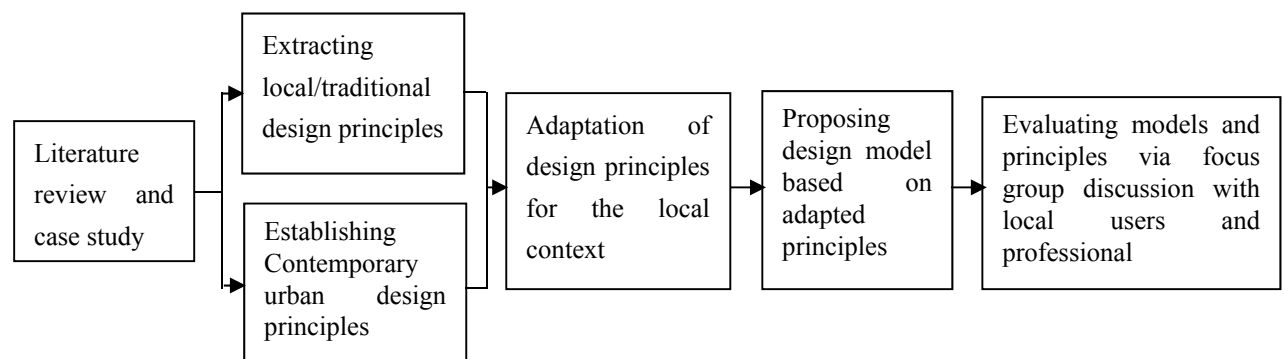 Literature
review and
case study
Extracting
local/traditional
design principles
Establishing
Contemporary
urban design
principles
Adaptation of
design principles
for the local
context
Proposing
design model
based on
adapted
principles
Evaluating models and
principles via focus
group discussion with
local users and
professional